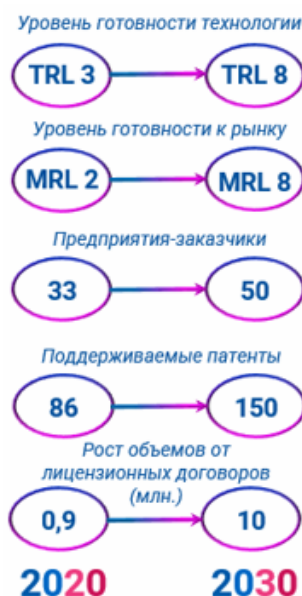 Уровень готовности технологии
TRL 3 TRL 8
Уровень готовности к рынку
MRL 2 MRL 8
Предприятия-заказчики
33 50
Поддерживаемые патенты
86 150
Рост объемов от
лицензионных договоров
(млн.)
0,9 10
2020 2030